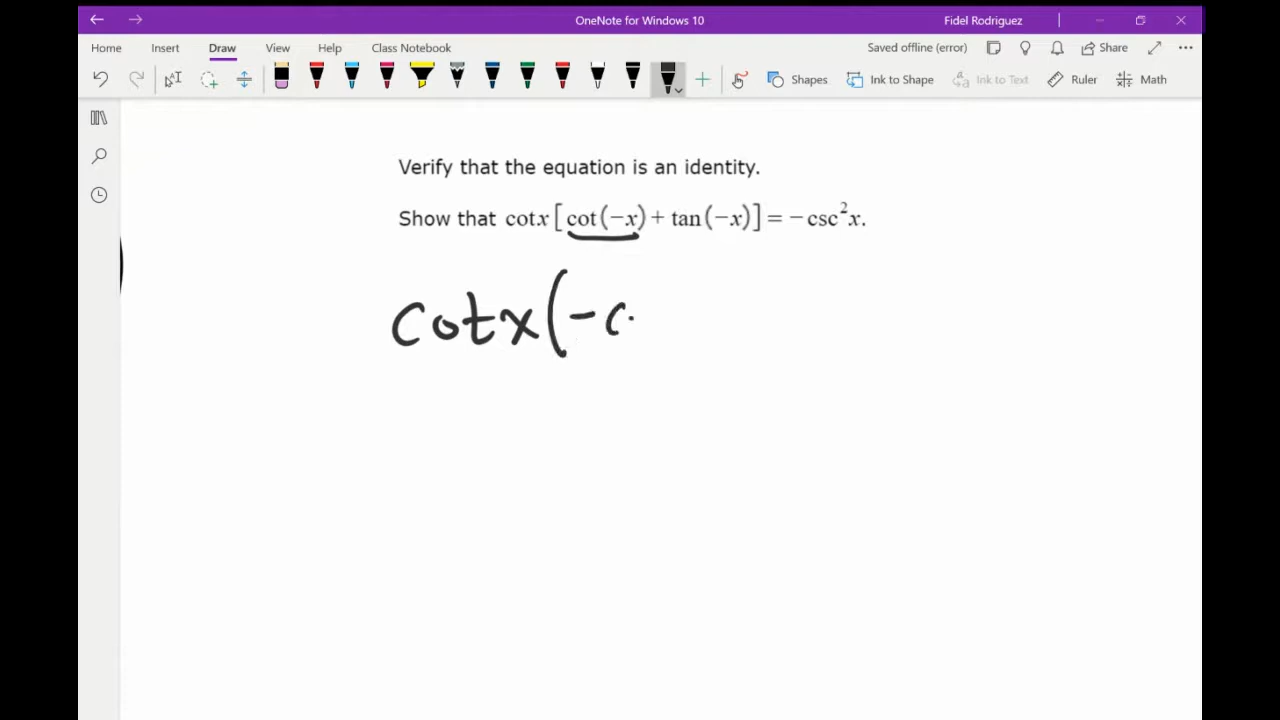 OneNote for Windows 10
Fidel Rodriguez
Home Insert Draw View Help Class Notebook Saved offline (error) Share
Shapes Ink to Shape Ink to Text Ruler Math
Verify that the equation is an identity.
Show that cotx [cot(−x) + tan(−x)] = −csc²x.
cotx(-c